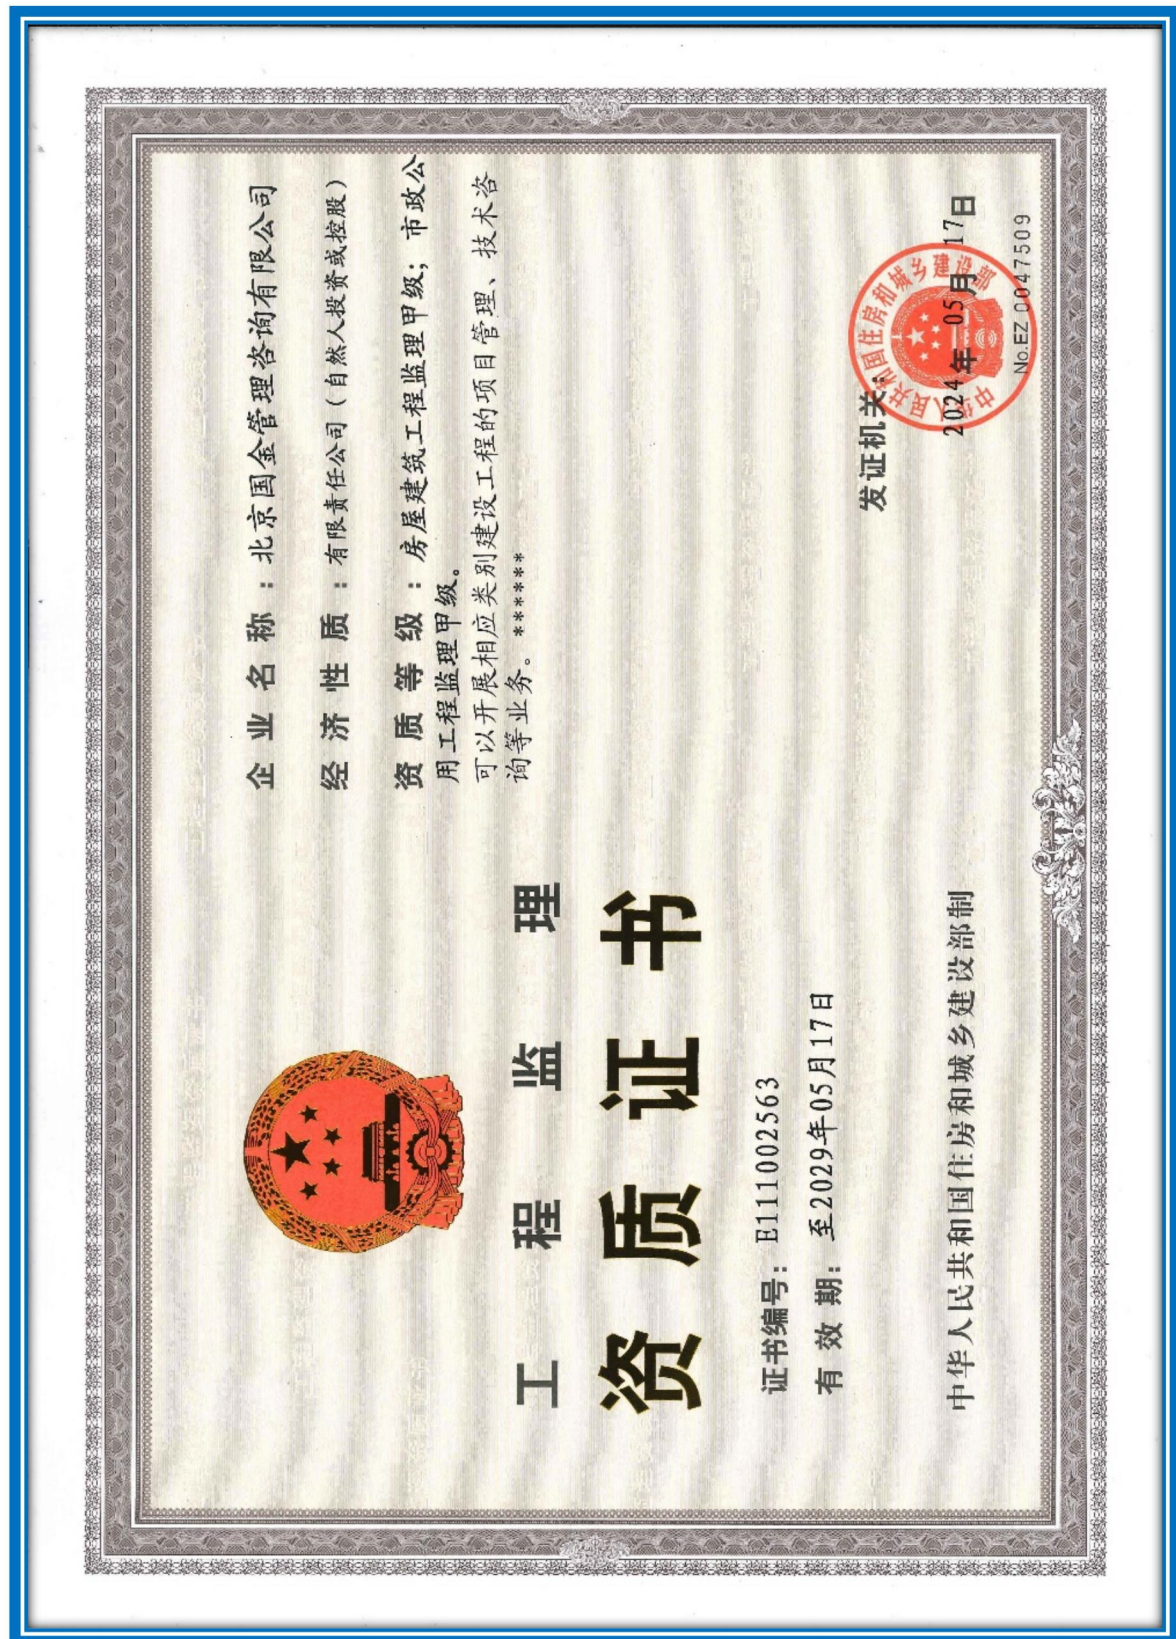 工程监理
资质证书
证书编号：E111002563
有效期：至2029年05月17日
中华人民共和国住房和城乡建设部制
企业名称：北京国金管理咨询有限公司
经济性质：有限责任公司（自然人投资或控股）
资质等级：房屋建筑工程监理甲级；市政公
用工程监理甲级。
可以开展相应类别建设工程的项目管理、技术咨
询等业务。*******
发证机关：
中华人民共和国住房和城乡建设部
2024年05月17日
No.EZ 0047509